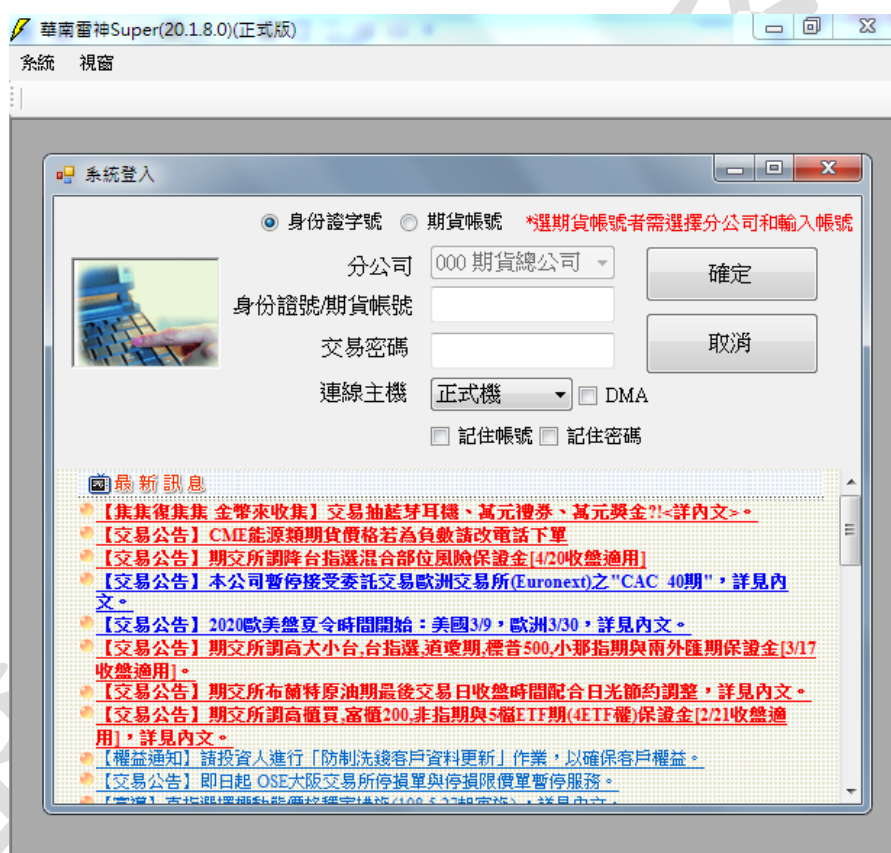 華南雷神Super(20.1.8.0)(正式版)
系統 視窗
系統登入
身份證字號 期貨帳號 *選期貨帳號者需選擇分公司和輸入帳號
分公司 000 期貨總公司 確定
身份證號/期貨帳號
交易密碼 取消
連線主機 正式機 DMA
記住帳號 記住密碼
最新訊息
【集集復集集 金幣來收集】交易抽藍芽耳機、萬元禮券、萬元獎金?!<詳內文>。
【交易公告】CME能源類期貨價格若為負數請改電話下單
【交易公告】期交所調降台指選混合部位風險保證金[4/20收盤適用]
【交易公告】本公司暫停接受委託交易歐洲交易所(Euronext)之"CAC 40期"，詳見內
文。
【交易公告】2020歐美盤夏令時間開始：美國3/9，歐洲3/30，詳見內文。
【交易公告】期交所調高大小台,台指選,道瓊期,標普500,小那指期與兩外匯期保證金[3/17
收盤適用]。
【交易公告】期交所布蘭特原油期最後交易日收盤時間配合日光節約調整，詳見內文。
【交易公告】期交所調高櫃買,富櫃200,非指期與5檔ETF期(4ETF權)保證金[2/21收盤適
用]，詳見內文。
【權益通知】請投資人進行「防制洗錢客戶資料更新」作業，以確保客戶權益。
【交易公告】即日起 OSE大阪交易所停損單與停損限價單暫停服務。